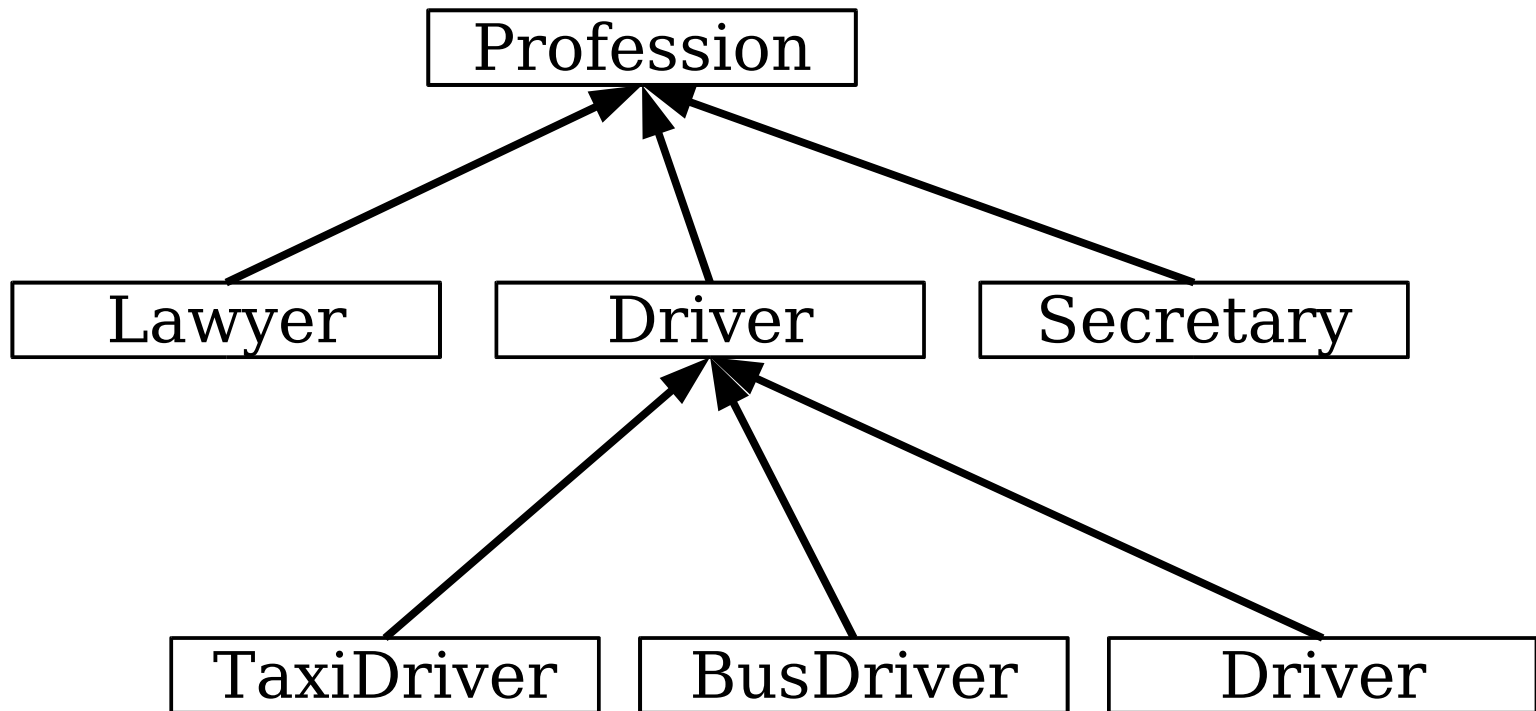 Profession
Lawyer
Driver
Secretary
TaxiDriver
BusDriver
Driver